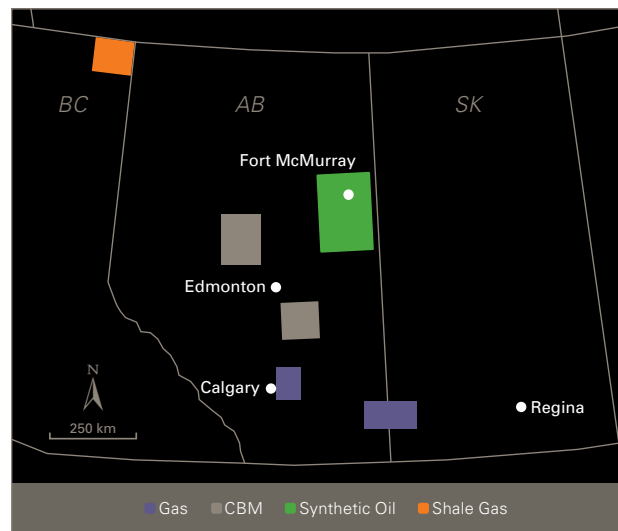 BC
AB
SK
Fort McMurray
Edmonton
Calgary
Regina
N
250 km
Gas
CBM
Synthetic Oil
Shale Gas